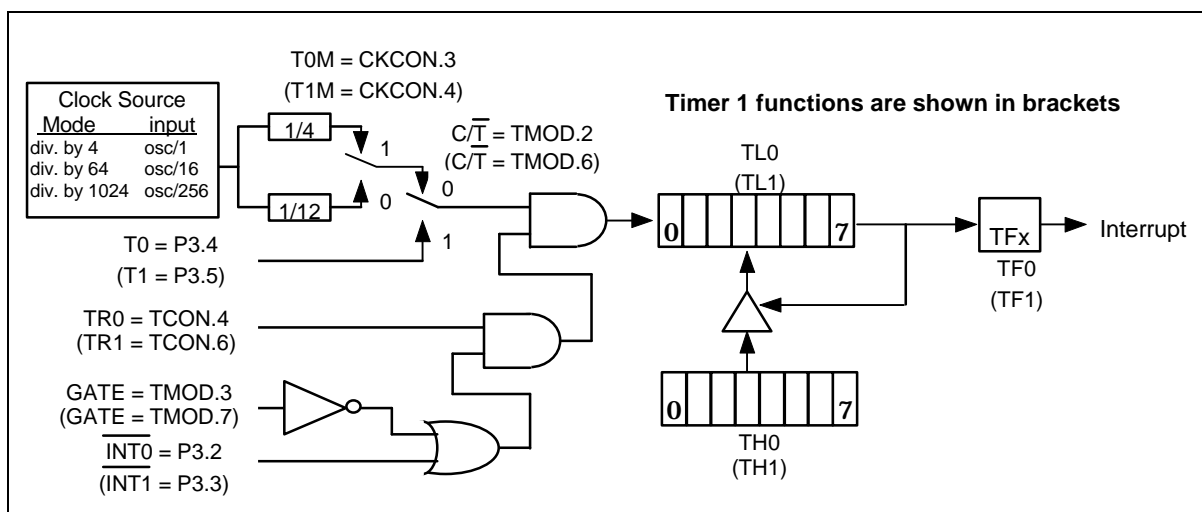 T0M = CKCON.3
(T1M = CKCON.4)
Timer 1 functions are shown in brackets
Clock Source
Mode input
div. by 4 osc/1
div. by 64 osc/16
div. by 1024 osc/256
1/4
1
1/12
0
C/T̅ = TMOD.2
(C/T̅ = TMOD.6)
0
1
T0 = P3.4
(T1 = P3.5)
TL0
(TL1)
0 7
TFx
Interrupt
TF0
(TF1)
TR0 = TCON.4
(TR1 = TCON.6)
GATE = TMOD.3
(GATE = TMOD.7)
I̅N̅T̅0̅ = P3.2
(I̅N̅T̅1̅ = P3.3)
0 7
TH0
(TH1)